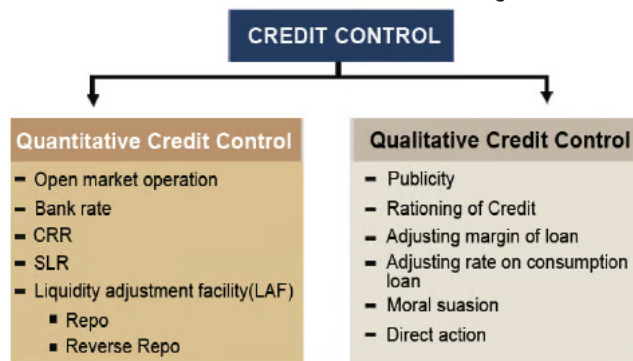 CREDIT CONTROL
Quantitative Credit Control
- Open market operation
- Bank rate
- CRR
- SLR
- Liquidity adjustment facility(LAF)
▪ Repo
▪ Reverse Repo
Qualitative Credit Control
- Publicity
- Rationing of Credit
- Adjusting margin of loan
- Adjusting rate on consumption
loan
- Moral suasion
- Direct action